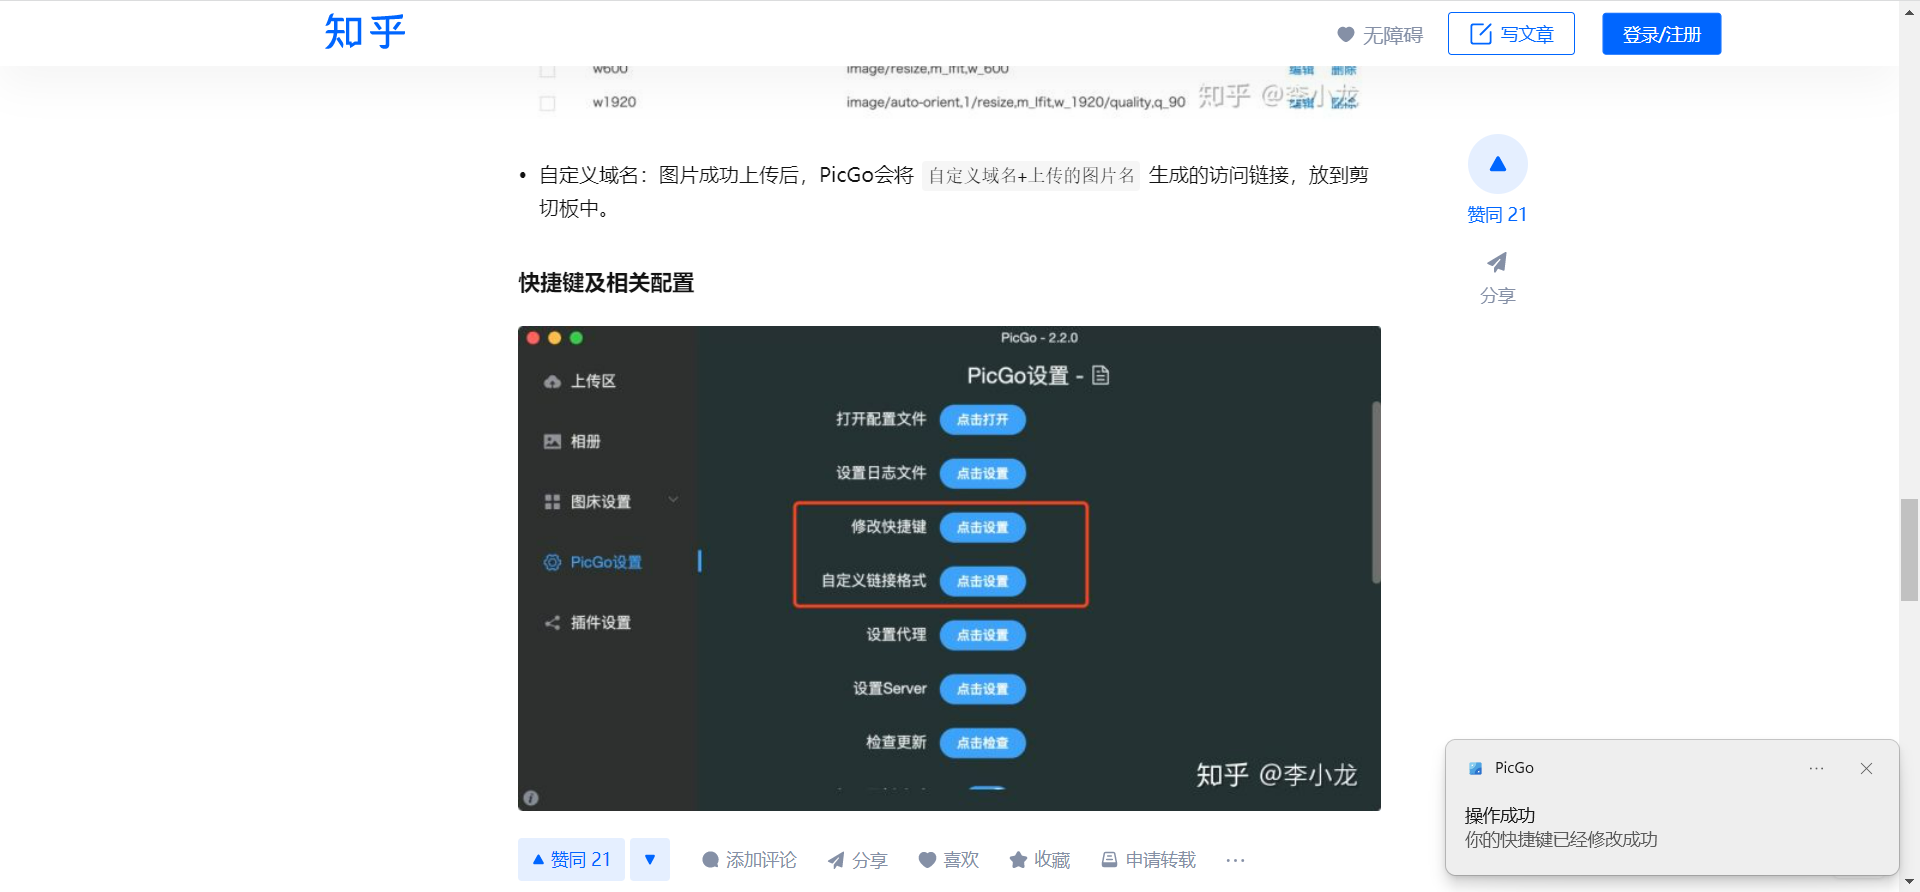 知乎
无障碍
写文章
登录/注册
w600 image/resize,m_lfit,w_600 编辑 删除
w1920 image/auto-orient,1/resize,m_lfit,w_1920/quality,q_90 编辑 删除
知乎 @李小龙
• 自定义域名：图片成功上传后，PicGo会将 自定义域名+上传的图片名 生成的访问链接，放到剪
切板中。
赞同 21
分享
快捷键及相关配置
PicGo - 2.2.0
PicGo设置 -
上传区
相册
图床设置
PicGo设置
插件设置
打开配置文件 点击打开
设置日志文件 点击设置
修改快捷键 点击设置
自定义链接格式 点击设置
设置代理 点击设置
设置Server 点击设置
检查更新 点击检查
知乎 @李小龙
赞同 21
添加评论
分享
喜欢
收藏
申请转载
PicGo
操作成功
你的快捷键已经修改成功